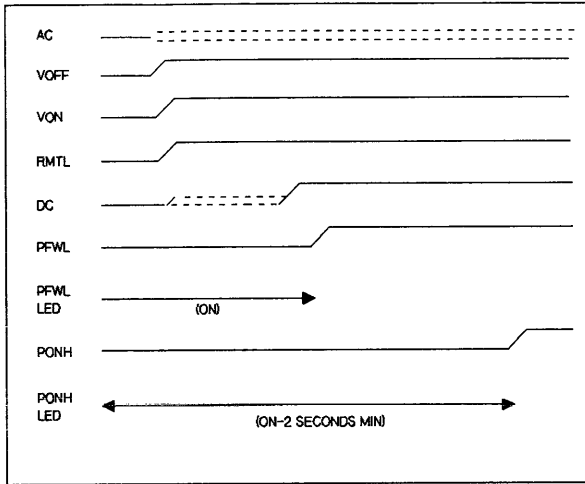 AC
VOFF
VON
RMTL
DC
PFWL
PFWL
LED
(ON)
PONH
PONH
LED
(ON-2 SECONDS MIN)